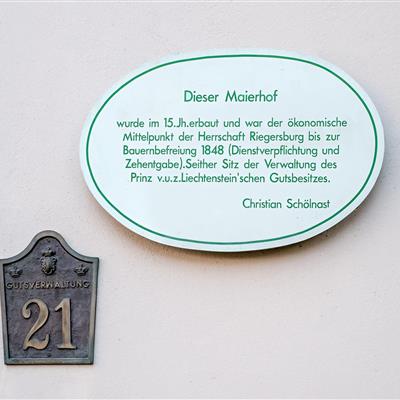 Dieser Maierhof
wurde im 15.Jh.erbaut und war der ökonomische
Mittelpunkt der Herrschaft Riegersburg bis zur
Bauernbefreiung 1848 (Dienstverpflichtung und
Zehentgabe).Seither Sitz der Verwaltung des
Prinz v.u.z.Liechtenstein'schen Gutsbesitzes.
Christian Schölnast
GUTSVERWALTUNG
21